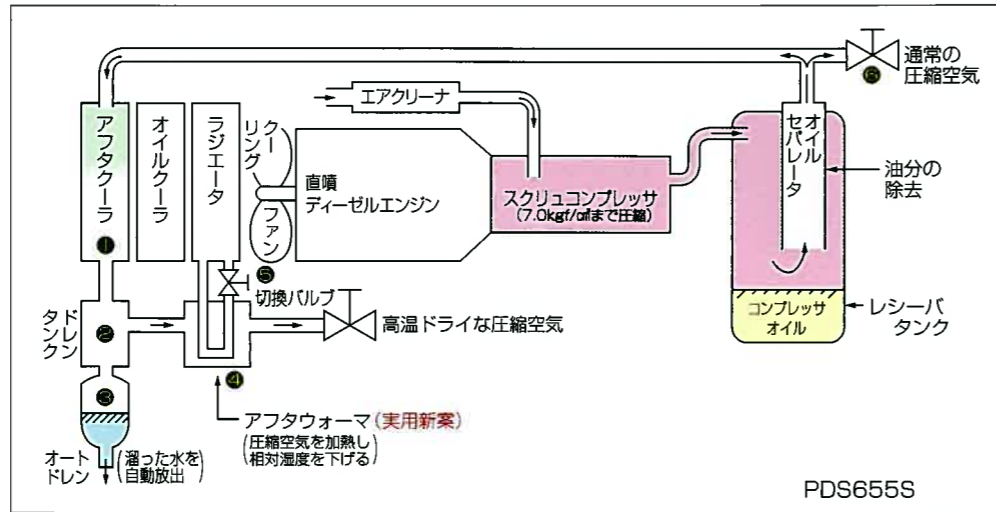 通常の
圧縮空気
❻
エアクリーナ
アフタクーラ
オイルクーラ
ラジエータ
クーリング
ファン
直噴
ディーゼルエンジン
スクリュコンプレッサ
(7.0kgf/c㎡まで圧縮)
オイル
セパレータ
油分の
除去
❶
❺
切換バルブ
ドレン
タンク
❷
高温ドライな圧縮空気
コンプレッサ
オイル
レシーバ
タンク
❸
❹
アフタウォーマ(実用新案)
(圧縮空気を加熱し
相対湿度を下げる)
オート
ドレン
(溜った水を
自動放出)
PDS655S